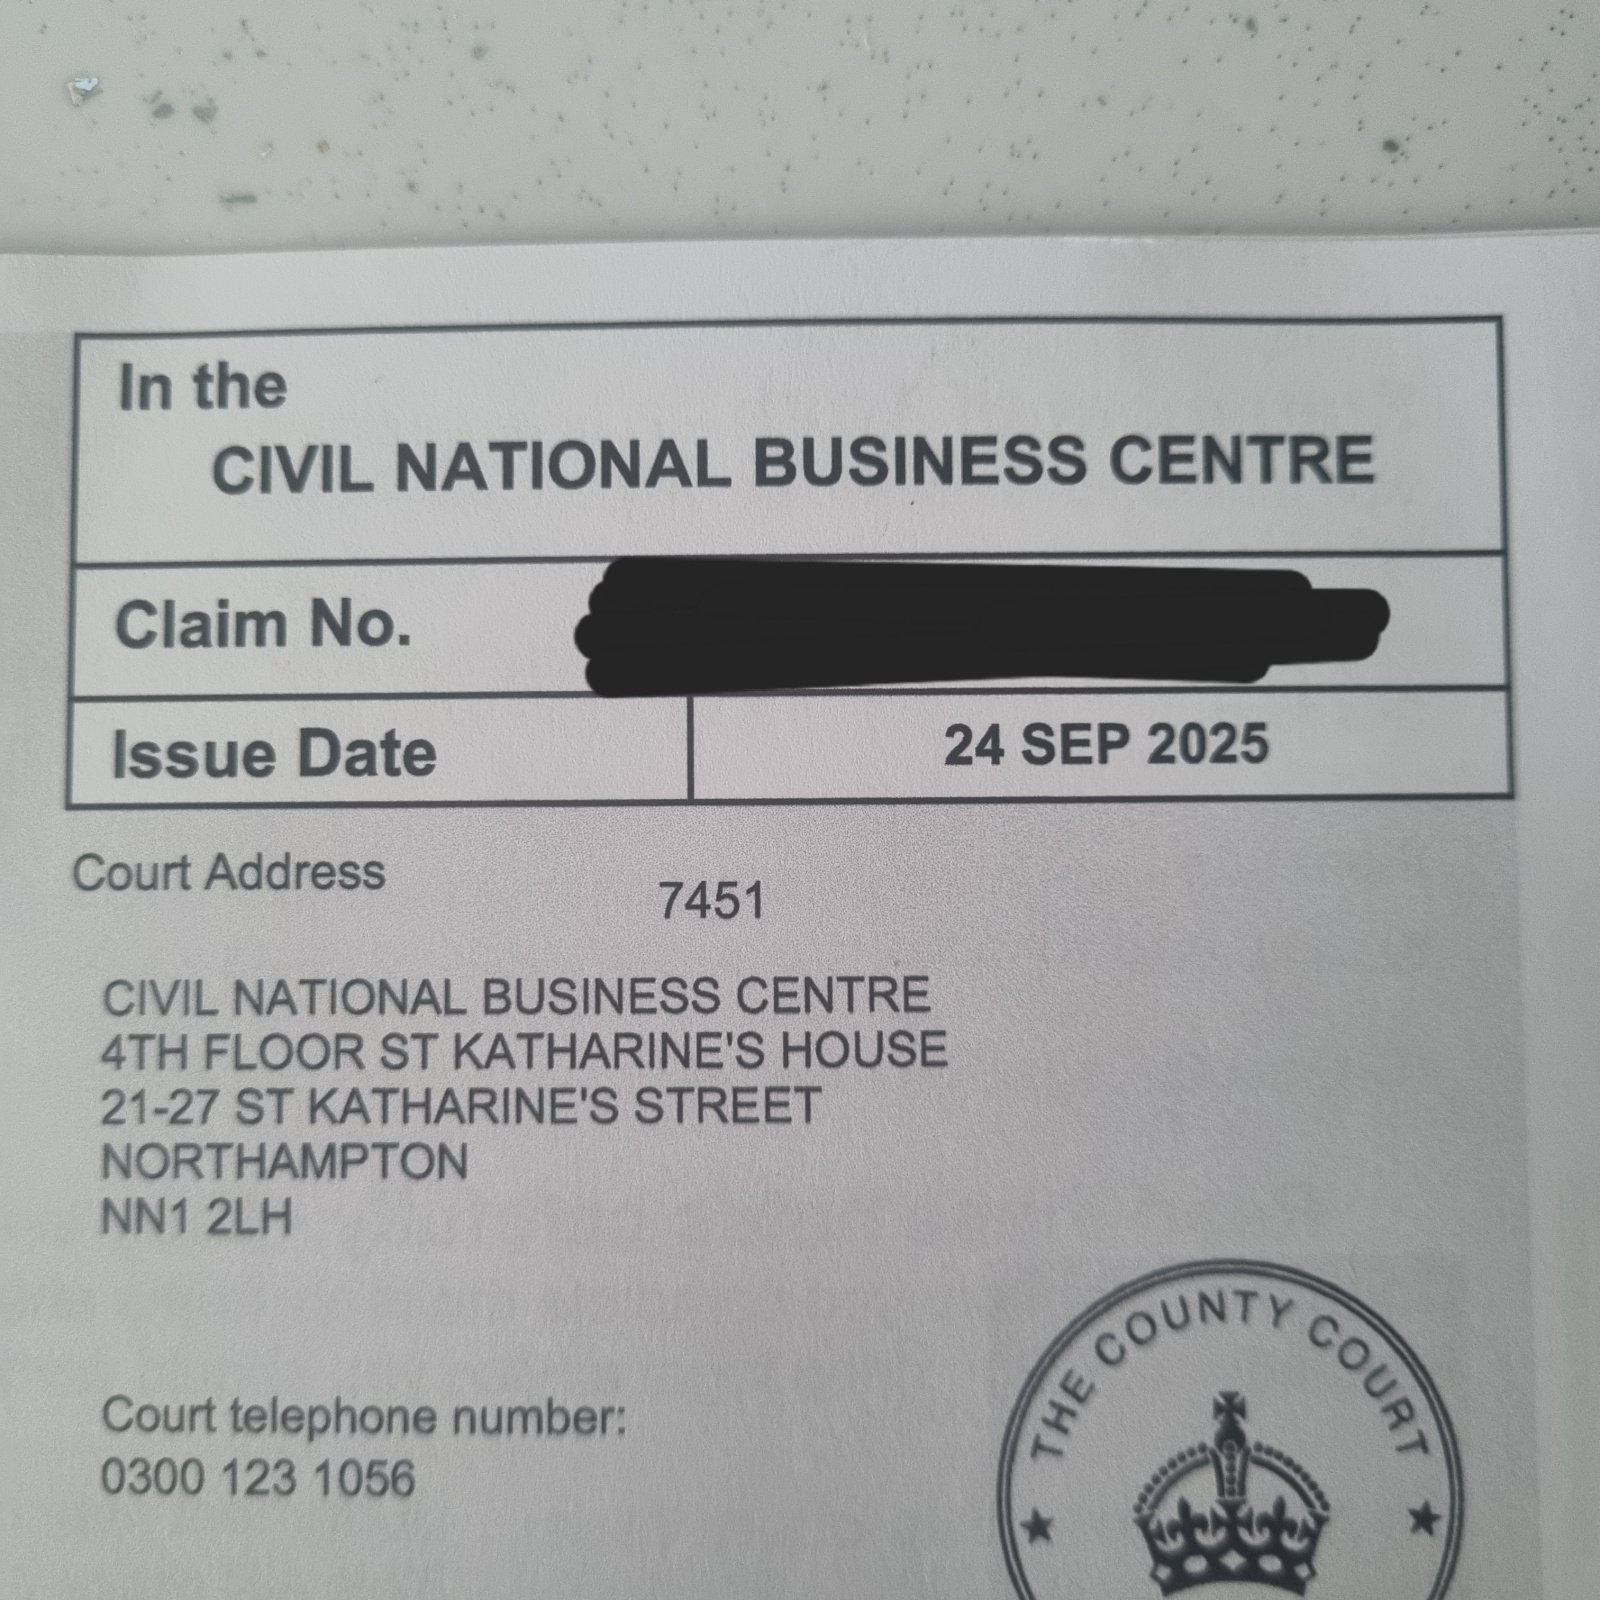 In the
CIVIL NATIONAL BUSINESS CENTRE
Claim No.
Issue Date
24 SEP 2025
Court Address
7451
CIVIL NATIONAL BUSINESS CENTRE
4TH FLOOR ST KATHARINE'S HOUSE
21-27 ST KATHARINE'S STREET
NORTHAMPTON
NN1 2LH
Court telephone number:
0300 123 1056
THE COUNTY COURT